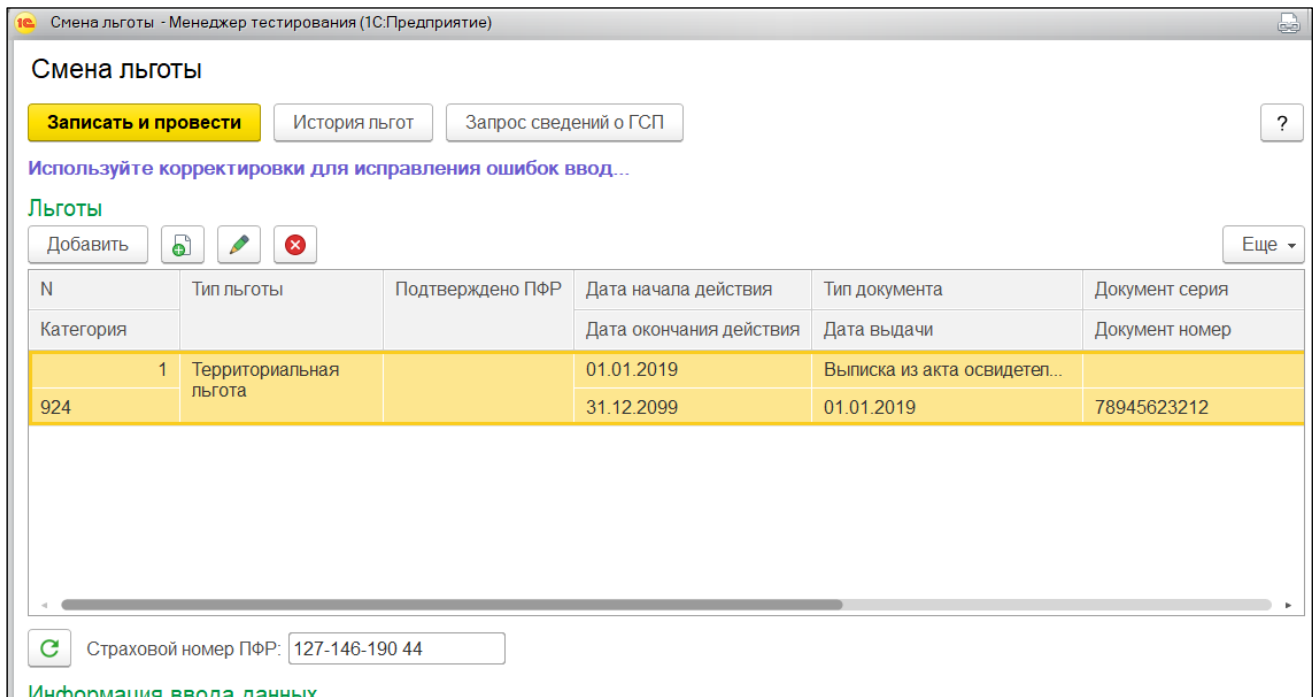 1С Смена льготы - Менеджер тестирования (1С:Предприятие)
Смена льготы
Записать и провести История льгот Запрос сведений о ГСП ?
Используйте корректировки для исправления ошибок ввод...
Льготы
Добавить Еще
N Тип льготы Подтверждено ПФР Дата начала действия Тип документа Документ серия
Категория Дата окончания действия Дата выдачи Документ номер
1 Территориальная 01.01.2019 Выписка из акта освидетел...
льгота
924 31.12.2099 01.01.2019 78945623212
Страховой номер ПФР: 127-146-190 44
Информация ввода данных